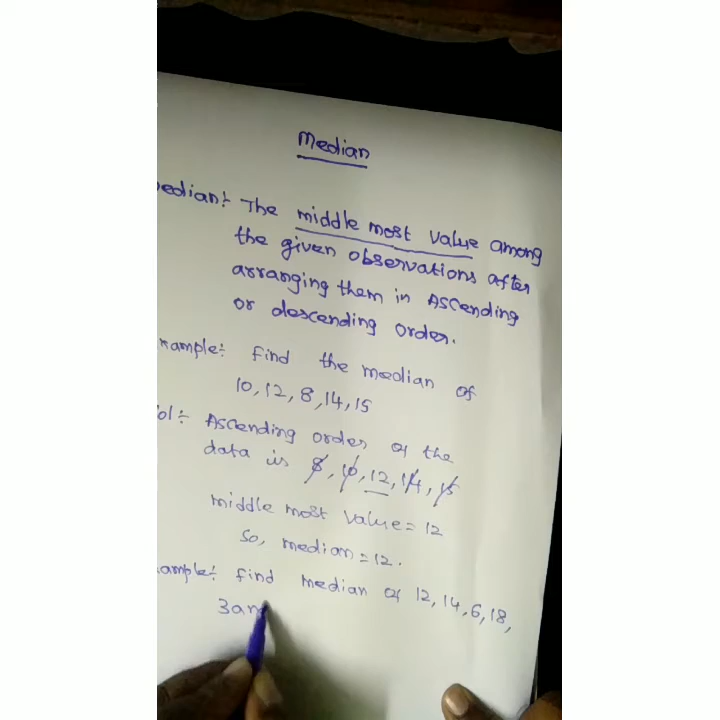 Median
edian:- The middle most value among
the given observations after
arranging them in Ascending
or descending order.
xample:- Find the median of
10, 12, 8, 14, 15
ol:- Ascending order of the
data is 8, 10, 12, 14, 15
middle most value = 12
So, median = 12.
ample:- find median of 12, 14, 6, 18,
3 an